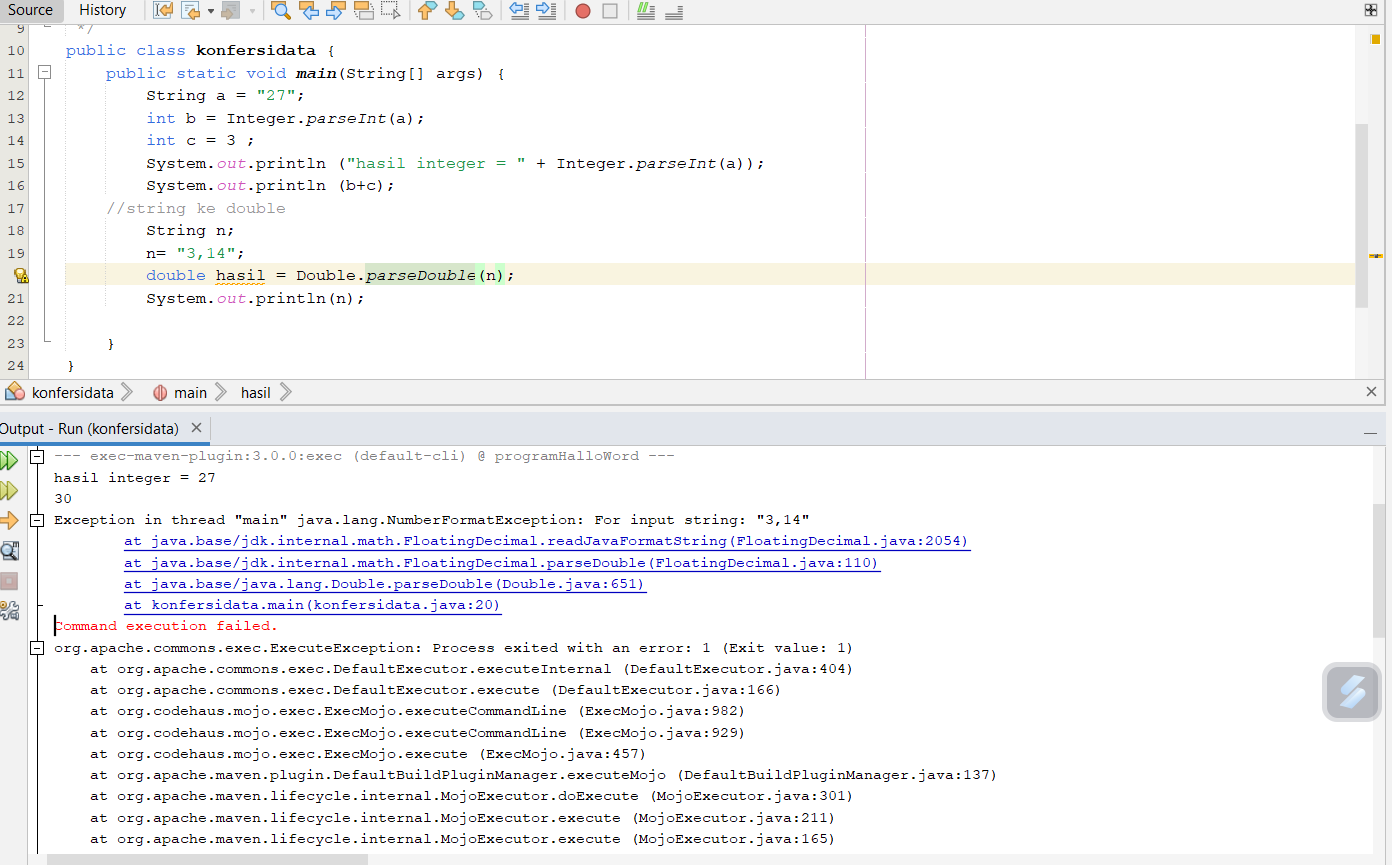 Source History
9 */
10 public class konfersidata {
11 public static void main(String[] args) {
12 String a = "27";
13 int b = Integer.parseInt(a);
14 int c = 3 ;
15 System.out.println ("hasil integer = " + Integer.parseInt(a));
16 System.out.println (b+c);
17 //string ke double
18 String n;
19 n= "3,14";
double hasil = Double.parseDouble(n);
21 System.out.println(n);
22
23 }
24 }
konfersidata main hasil
Output - Run (konfersidata)
--- exec-maven-plugin:3.0.0:exec (default-cli) @ programHalloWord ---
hasil integer = 27
30
Exception in thread "main" java.lang.NumberFormatException: For input string: "3,14"
at java.base/jdk.internal.math.FloatingDecimal.readJavaFormatString(FloatingDecimal.java:2054)
at java.base/jdk.internal.math.FloatingDecimal.parseDouble(FloatingDecimal.java:110)
at java.base/java.lang.Double.parseDouble(Double.java:651)
at konfersidata.main(konfersidata.java:20)
Command execution failed.
org.apache.commons.exec.ExecuteException: Process exited with an error: 1 (Exit value: 1)
at org.apache.commons.exec.DefaultExecutor.executeInternal (DefaultExecutor.java:404)
at org.apache.commons.exec.DefaultExecutor.execute (DefaultExecutor.java:166)
at org.codehaus.mojo.exec.ExecMojo.executeCommandLine (ExecMojo.java:982)
at org.codehaus.mojo.exec.ExecMojo.executeCommandLine (ExecMojo.java:929)
at org.codehaus.mojo.exec.ExecMojo.execute (ExecMojo.java:457)
at org.apache.maven.plugin.DefaultBuildPluginManager.executeMojo (DefaultBuildPluginManager.java:137)
at org.apache.maven.lifecycle.internal.MojoExecutor.doExecute (MojoExecutor.java:301)
at org.apache.maven.lifecycle.internal.MojoExecutor.execute (MojoExecutor.java:211)
at org.apache.maven.lifecycle.internal.MojoExecutor.execute (MojoExecutor.java:165)